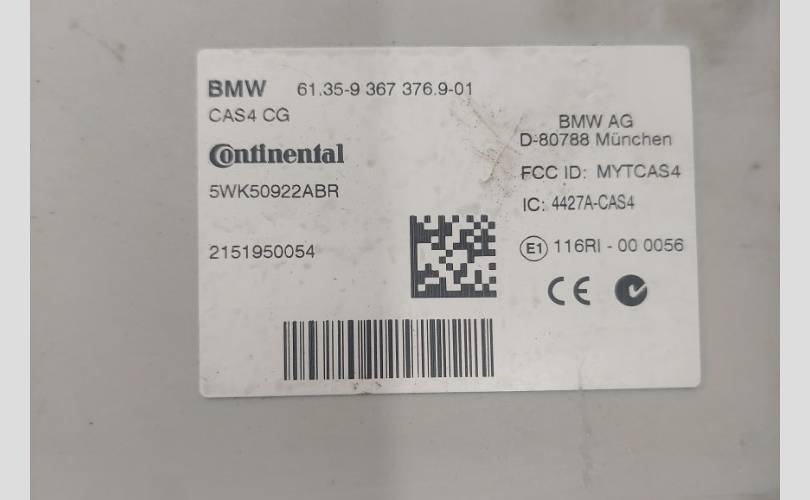 BMW 61.35-9 367 376.9-01
CAS4 CG
Continental
5WK50922ABR
2151950054
BMW AG
D-80788 München
FCC ID: MYTCAS4
IC: 4427A-CAS4
E1 116RI - 00 0056
CE